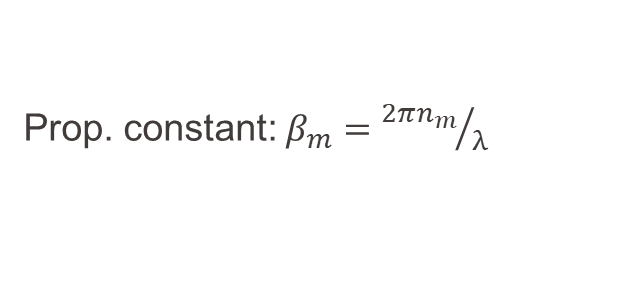 Prop. constant: βₘ = 2πnₘ/λ